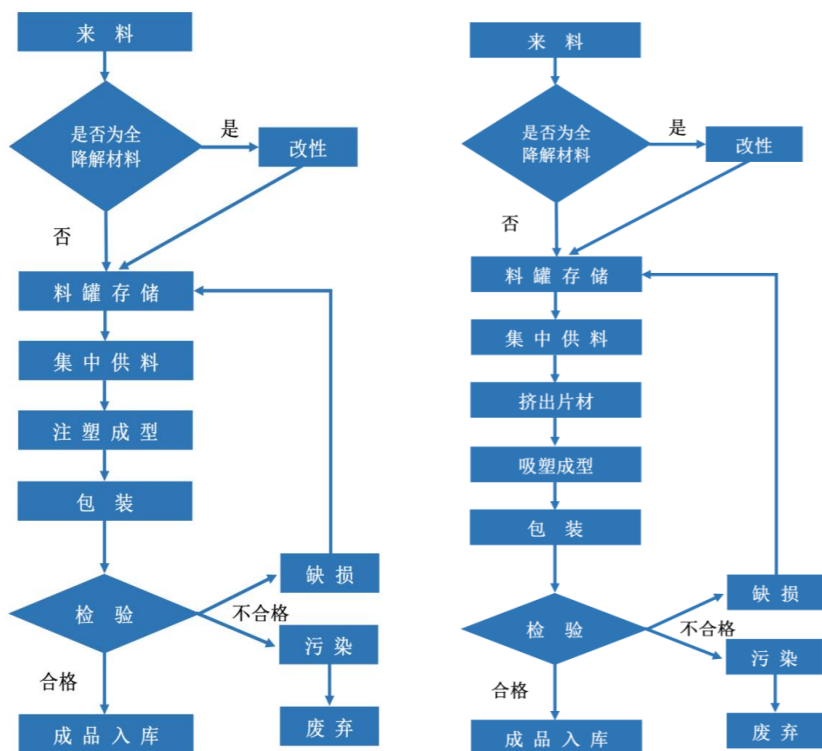 来 料
是否为全
降解材料
是
改性
否
料 罐 存 储
集 中 供 料
注 塑 成 型
包 装
检 验
不合格
缺 损
污 染
废 弃
合格
成 品 入 库
来 料
是否为全
降解材料
是
改性
否
料 罐 存 储
集 中 供 料
挤出片材
吸塑成型
包 装
检 验
不合格
缺 损
污 染
废 弃
合格
成 品 入 库